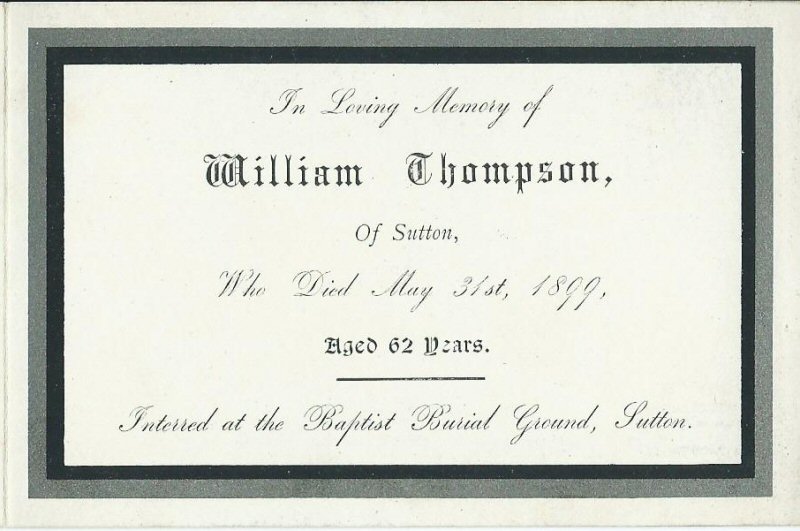 In Loving Memory of
William Thompson,
Of Sutton,
Who Died May 31st, 1899,
Aged 62 Years.
Interred at the Baptist Burial Ground, Sutton.